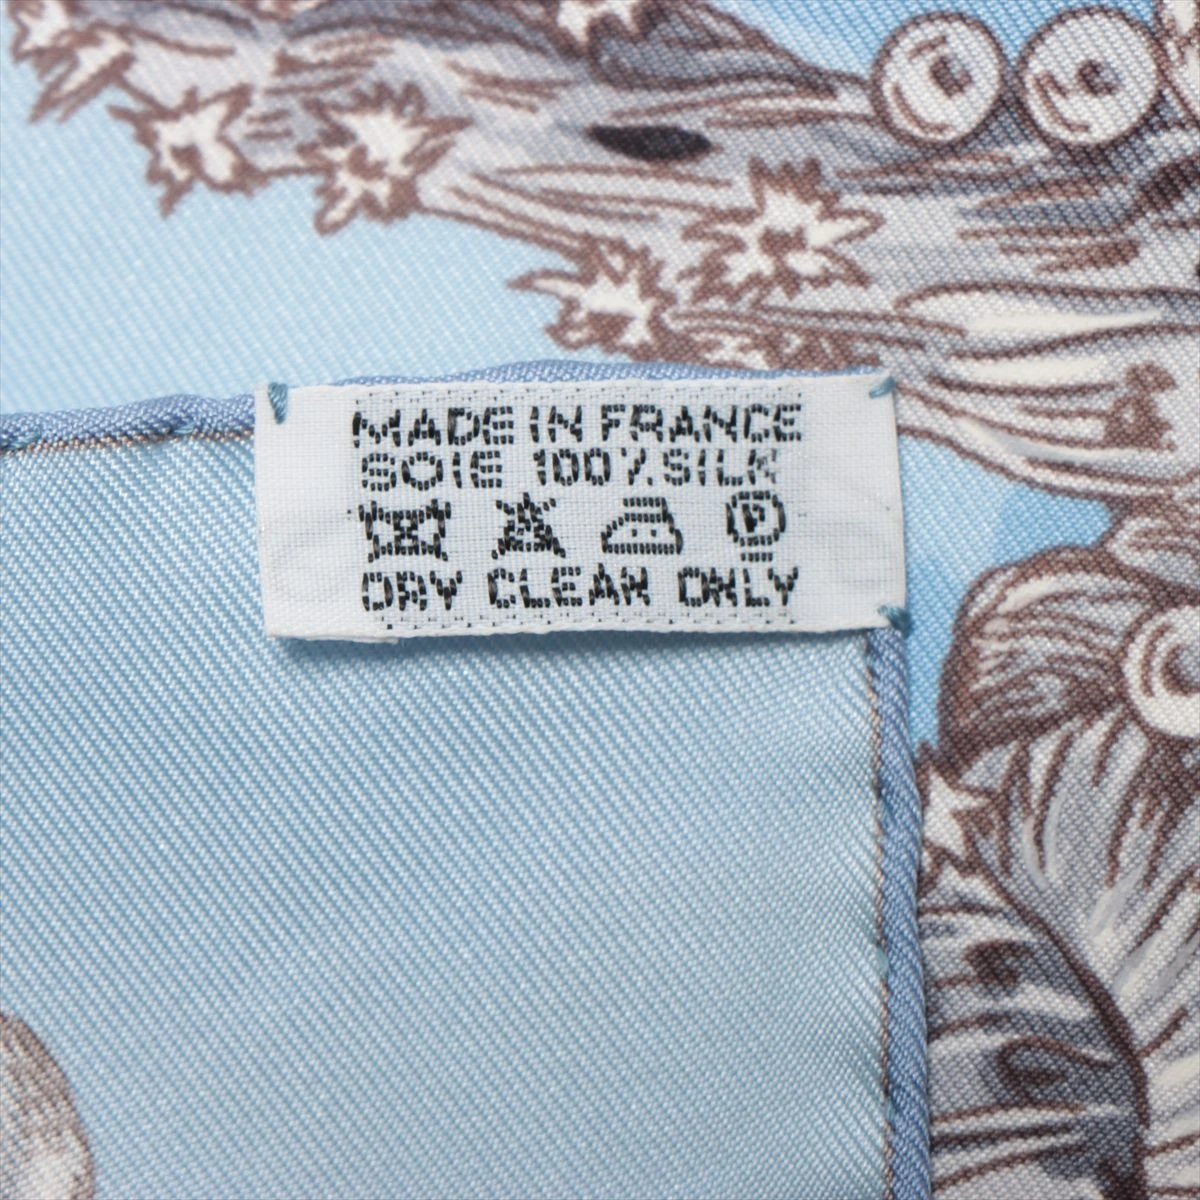 MADE IN FRANCE
SOIE 100% SILK
P
DRY CLEAN ONLY